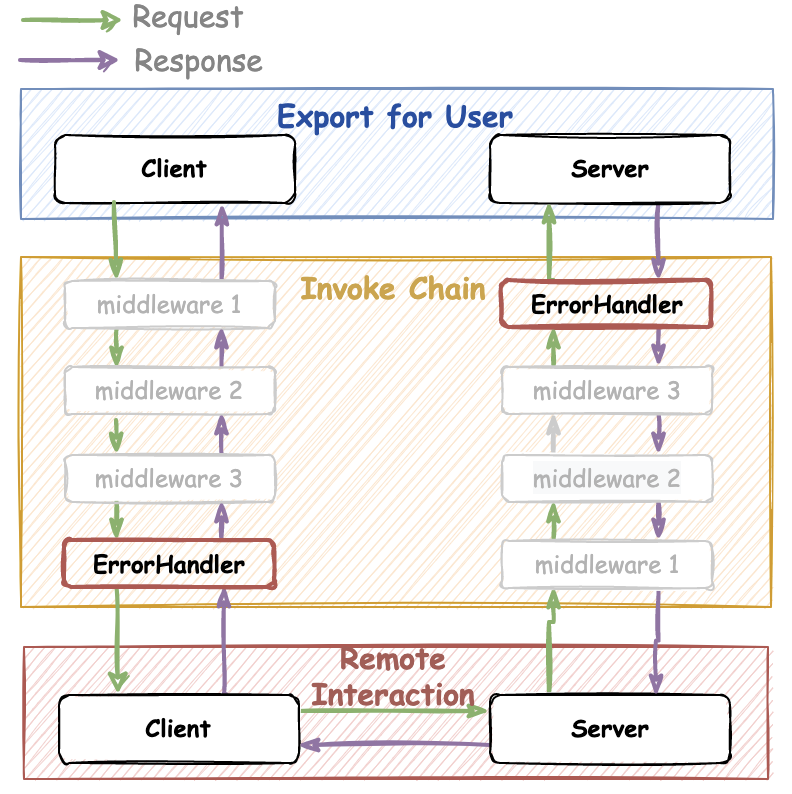 Request
Response
Export for User
Client
Server
Invoke Chain
middleware 1
ErrorHandler
middleware 2
middleware 3
middleware 3
middleware 2
ErrorHandler
middleware 1
Remote
Interaction
Client
Server